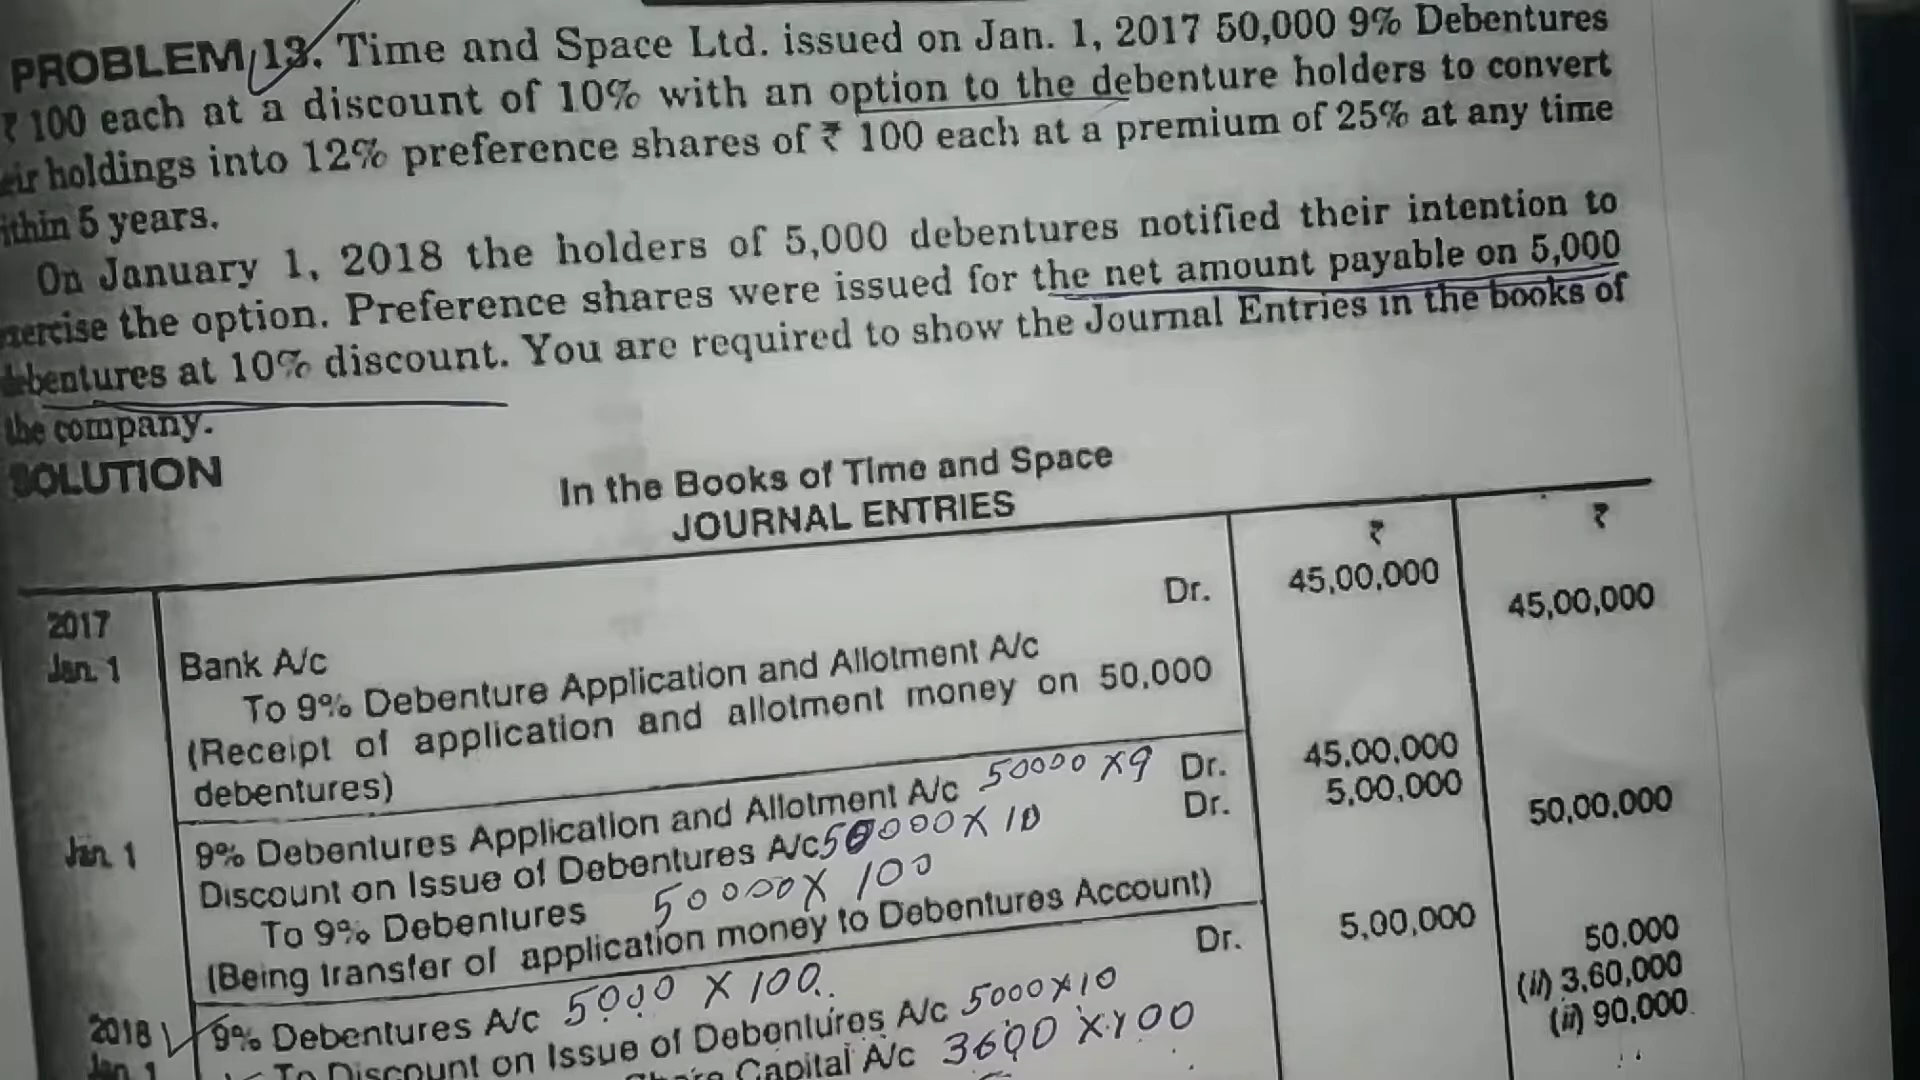 PROBLEM 13. Time and Space Ltd. issued on Jan. 1, 2017 50,000 9% Debentures
₹ 100 each at a discount of 10% with an option to the debenture holders to convert
eir holdings into 12% preference shares of ₹ 100 each at a premium of 25% at any time
ithin 5 years.
On January 1, 2018 the holders of 5,000 debentures notified their intention to
xercise the option. Preference shares were issued for the net amount payable on 5,000
debentures at 10% discount. You are required to show the Journal Entries in the books of
the company.
SOLUTION
In the Books of Time and Space
JOURNAL ENTRIES
₹ ₹
2017
Jan. 1 Bank A/c Dr. 45,00,000
To 9% Debenture Application and Allotment A/c 45,00,000
(Receipt of application and allotment money on 50,000
debentures)
Jan. 1 9% Debentures Application and Allotment A/c 50000 X 9 Dr. 45,00,000
Discount on Issue of Debentures A/c 50000 X 10 Dr. 5,00,000
To 9% Debentures 50000 X 100 50,00,000
(Being transfer of application money to Debentures Account)
2018 9% Debentures A/c 5000 X 100. Dr. 5,00,000
Jan 1 To Discount on Issue of Debentures A/c 5000 X 10 50,000
Share Capital A/c 3600 X 100 (ii) 3,60,000
(ii) 90,000